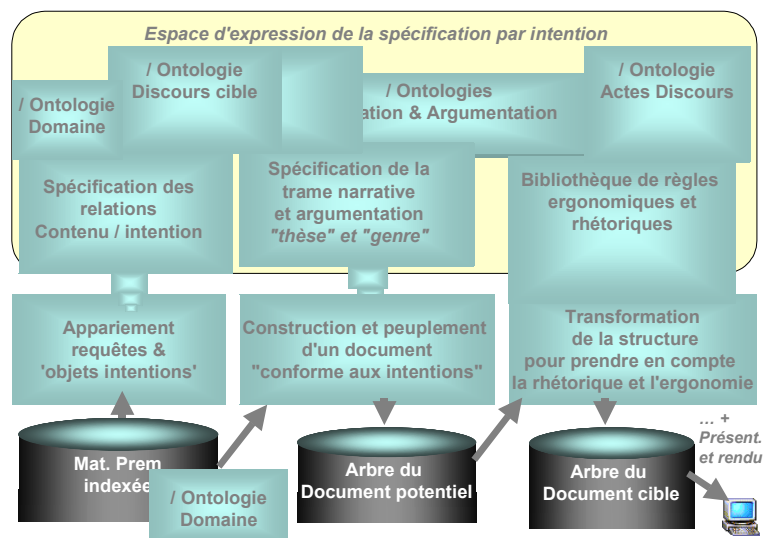 Espace d'expression de la spécification par intention
/ Ontologie
Domaine
/ Ontologie
Discours cible
/ Ontologies
ation & Argumentation
/ Ontologie
Actes Discours
Spécification des
relations
Contenu / intention
Spécification de la
trame narrative
et argumentation
"thèse" et "genre"
Bibliothèque de règles
ergonomiques et
rhétoriques
Appariement
requêtes &
'objets intentions'
Construction et peuplement
d'un document
"conforme aux intentions"
Transformation
de la structure
pour prendre en compte
la rhétorique et l'ergonomie
Mat. Prem
indexée
/ Ontologie
Domaine
Arbre du
Document potentiel
Arbre du
Document cible
... +
Présent.
et rendu